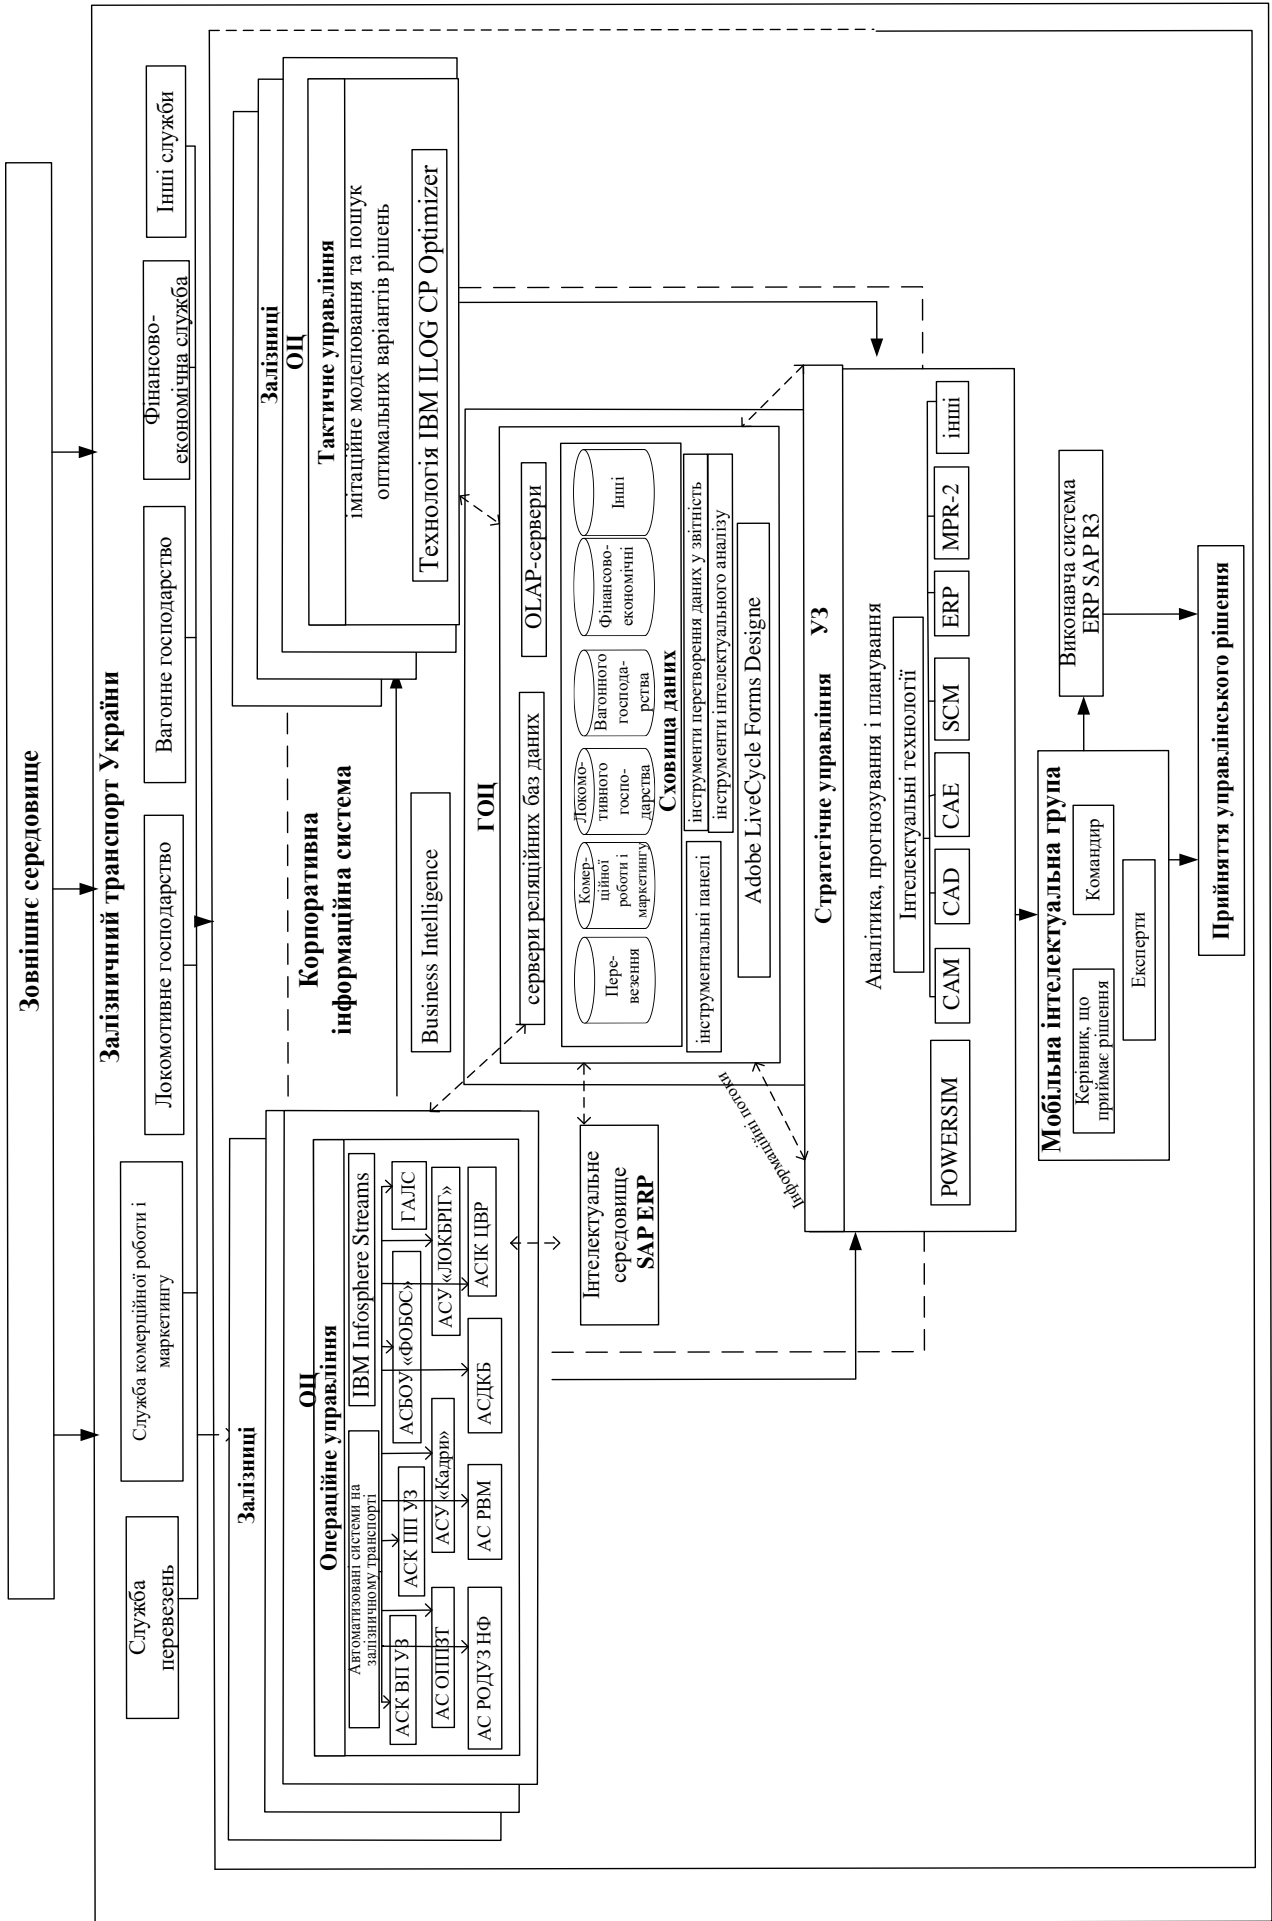 Зовнішнє середовище
Залізничний транспорт України
Служба
перевезень
Служба комерційної роботи і
маркетингу
Локомотивне господарство
Вагонне господарство
Фінансово-
економічна служба
Інші служби
Залізниці
ОЦ
Операційне управління
Автоматизовані системи на
залізничному транспорті
IBM Infosphere Streams
АСК ВП УЗ
АСК ПП УЗ
АСБОУ «ФОБОС»
ГАЛС
АС ОППЗТ
АСУ «Кадри»
АСУ «ЛОКБРІГ»
АС РОДУЗ НФ
АС РВМ
АСДКБ
АСІК ЦВР
Корпоративна
інформаційна система
Business Intelligence
Залізниці
ОЦ
Тактичне управління
імітаційне моделювання та пошук
оптимальних варіантів рішень
Технологія IBM ILOG CP Optimizer
ГОЦ
сервери реляційних баз даних
OLAP-сервери
Пере-
везення
Комер-
ційної
роботи і
маркетингу
Локомо-
тивного
госпо-
дарства
Вагонного
господа-
рства
Фінансово-
економічні
Інші
Сховища даних
інструментальні панелі
інструменти перетворення даних у звітність
інструменти інтелектуального аналізу
Adobe LiveCycle Forms Designe
Інтелектуальне
середовище
SAP ERP
Інформаційні потоки
Стратегічне управління
УЗ
Аналітика, прогнозування і планування
Інтелектуальні технології
POWERSIM
CAM
CAD
CAE
SCM
ERP
MPR-2
інші
Мобільна інтелектуальна група
Керівник, що
приймає рішення
Командир
Експерти
Виконавча система
ERP SAP R3
Прийняття управлінського рішення